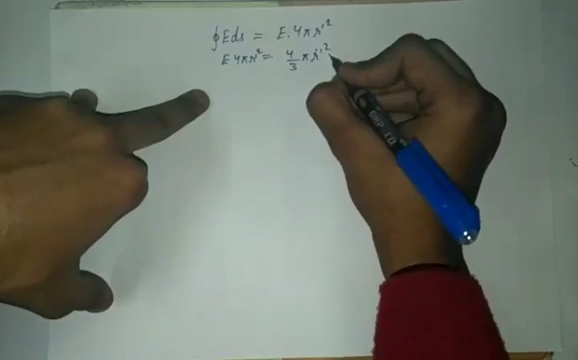 ∮Eds = E.4πr'²
E4πr'² = 4/3 πr'²